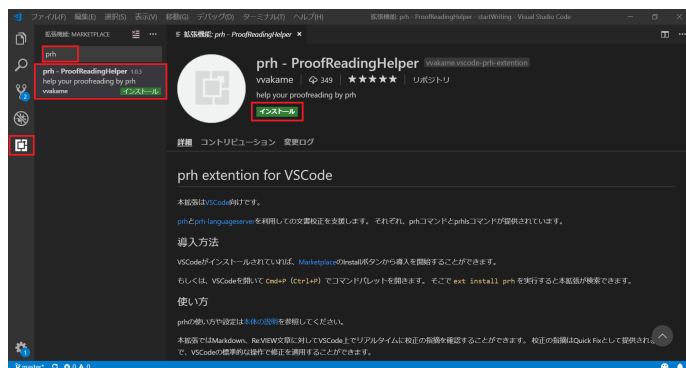 ファイル(F) 編集(E) 選択(S) 表示(V) 移動(G) デバッグ(D) ターミナル(T) ヘルプ(H) 拡張機能: prh - ProofReadingHelper - startWriting - Visual Studio Code
拡張機能: MARKETPLACE
拡張機能: prh - ProofReadingHelper
prh
prh - ProofReadingHelper 1.0.5
help your proofreading by prh
vvakame インストール
prh - ProofReadingHelper vvakame.vscode-prh-extention
vvakame 349 ★★★★★ リポジトリ
help your proofreading by prh
インストール
詳細 コントリビューション 変更ログ
prh extention for VSCode
本拡張はVSCode向けです。
prhとprh-languageserverを利用しての文書校正を支援します。 それぞれ、prhコマンドとprhlsコマンドが提供されています。
導入方法
VSCodeがインストールされていれば、MarketplaceのInstallボタンから導入を開始することができます。
もしくは、VSCodeを開いて Cmd+P (Ctrl+P) でコマンドパレットを開きます。 そこで ext install prh を実行すると本拡張が検索できます。
使い方
prhの使い方や設定は本体の説明を参照してください。
本拡張ではMarkdown、Re:VIEW文章に対してVSCode上でリアルタイムに校正の指摘を確認することができます。 校正の指摘はQuick Fixとして提供され
で、VSCodeの標準的な操作で修正を適用することができます。
master* 0 0